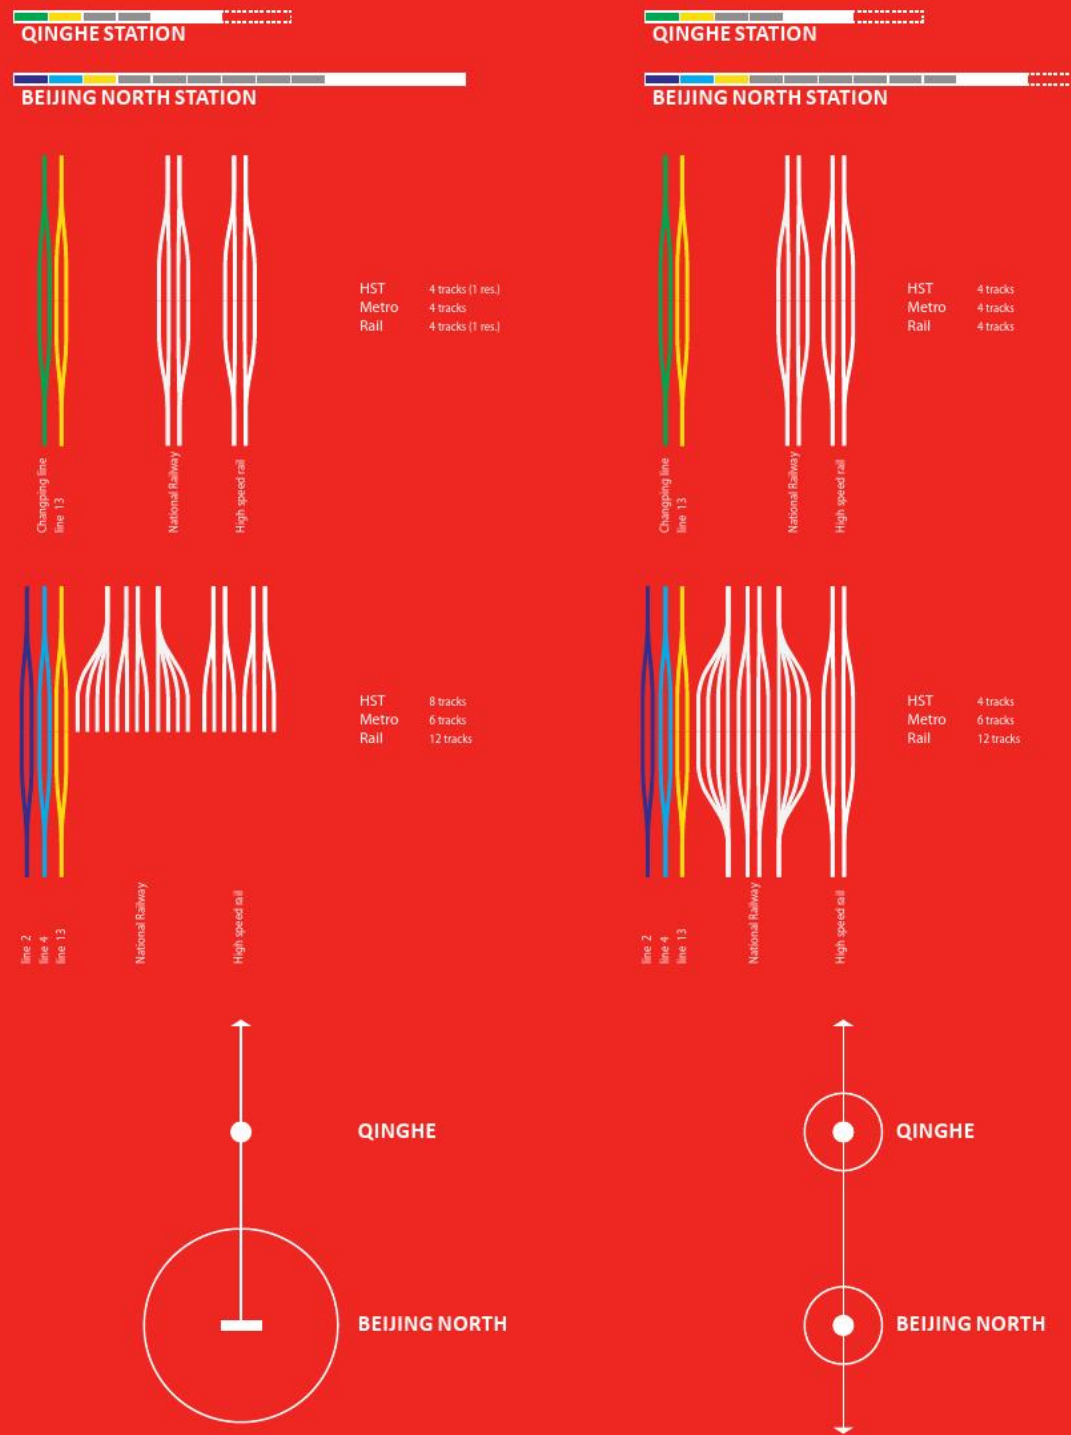 QINGHE STATION
BEIJING NORTH STATION
HST 4 tracks (1 res.)
Metro 4 tracks
Rail 4 tracks (1 res.)
Changping line
line 13
National Railway
High speed rail
HST 8 tracks
Metro 6 tracks
Rail 12 tracks
line 2
line 4
line 13
National Railway
High speed rail
QINGHE
BEIJING NORTH
QINGHE STATION
BEIJING NORTH STATION
HST 4 tracks
Metro 4 tracks
Rail 4 tracks
Changping line
line 13
National Railway
High speed rail
HST 4 tracks
Metro 6 tracks
Rail 12 tracks
line 2
line 4
line 13
National Railway
High speed rail
QINGHE
BEIJING NORTH